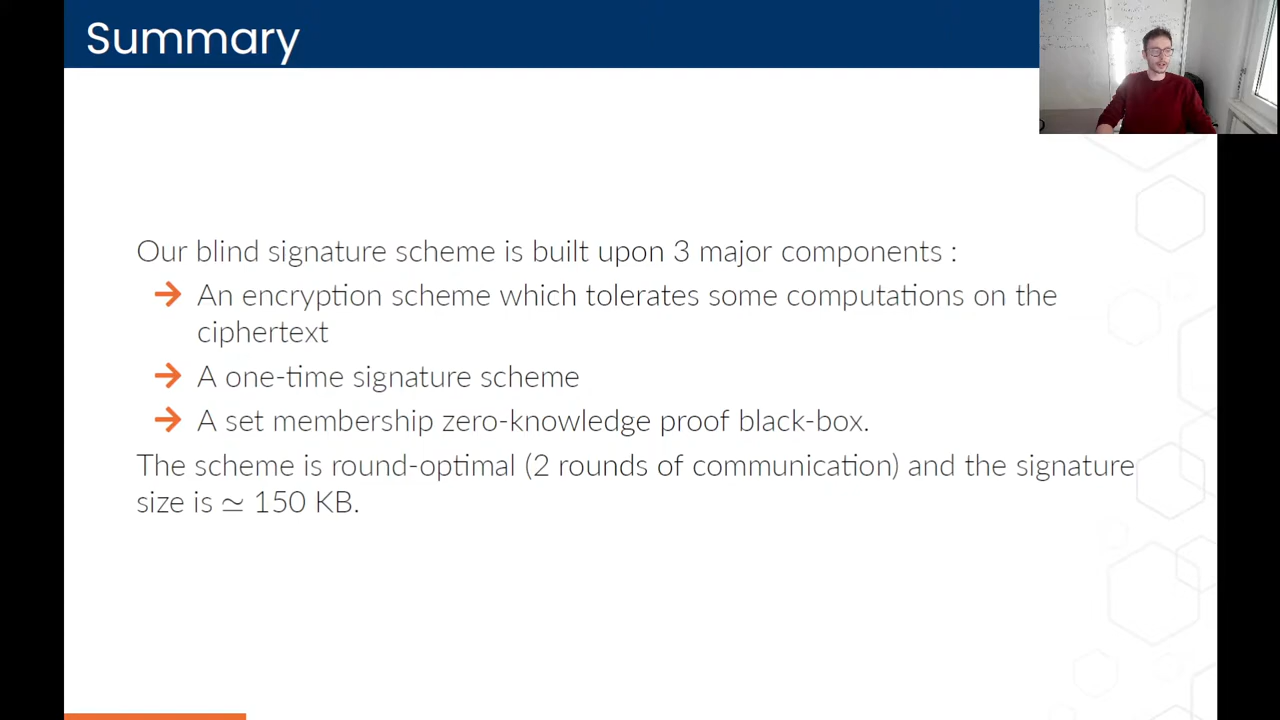 Summary
Our blind signature scheme is built upon 3 major components :
An encryption scheme which tolerates some computations on the
ciphertext
A one-time signature scheme
A set membership zero-knowledge proof black-box.
The scheme is round-optimal (2 rounds of communication) and the signature
size is ≃ 150 KB.